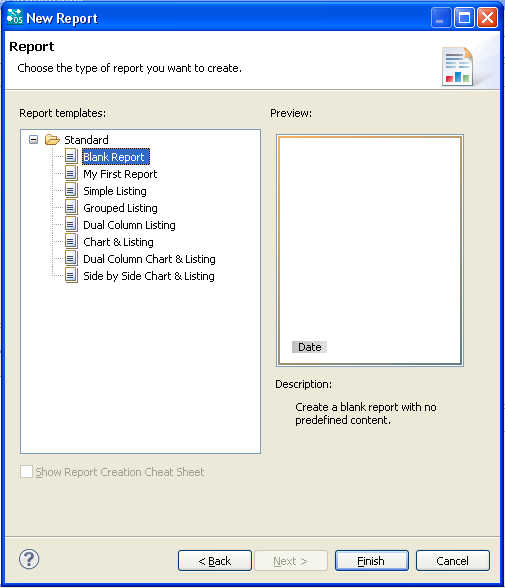 OS New Report
Report
Choose the type of report you want to create.
Report templates:
Preview:
Standard
Blank Report
My First Report
Simple Listing
Grouped Listing
Dual Column Listing
Chart & Listing
Dual Column Chart & Listing
Side by Side Chart & Listing
Date
Description:
Create a blank report with no
predefined content.
Show Report Creation Cheat Sheet
?
< Back
Next >
Finish
Cancel